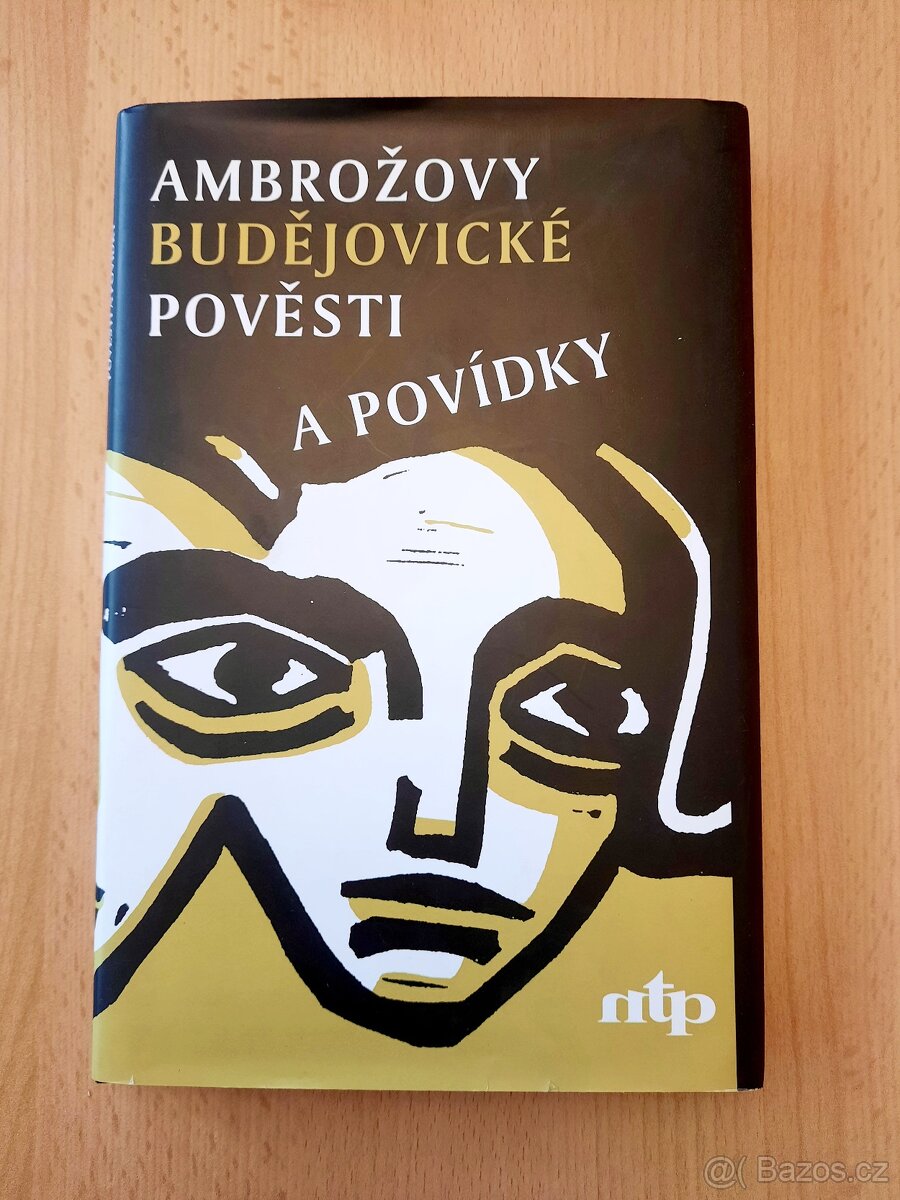 AMBROŽOVY
BUDĚJOVICKÉ
POVĚSTI
A POVÍDKY
ntp
@( Bazos.cz